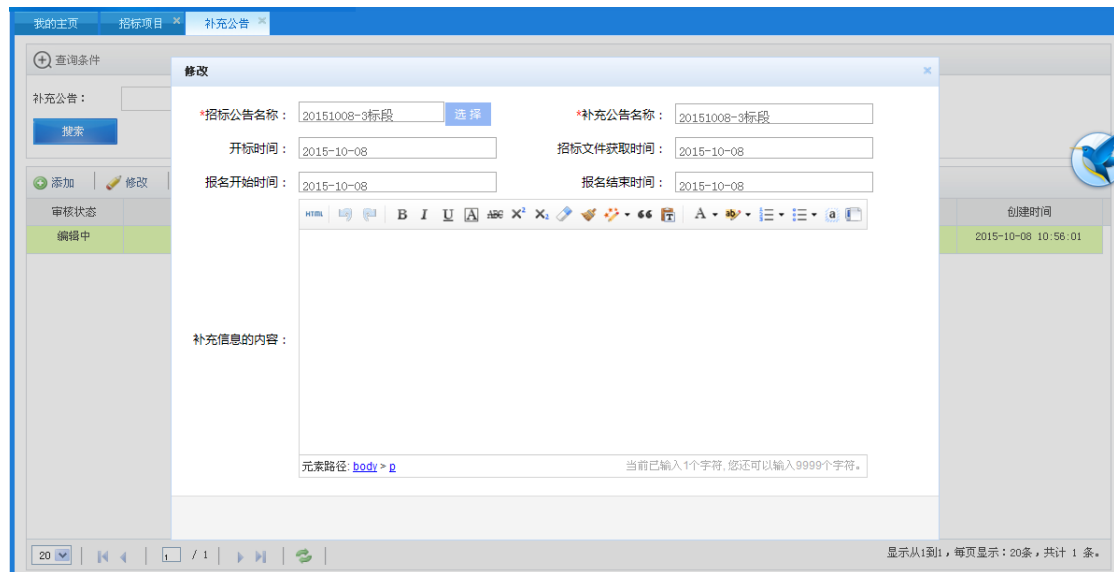 我的主页 招标项目 × 补充公告 ×
查询条件
补充公告：
搜索
添加 修改
审核状态 创建时间
编辑中 2015-10-08 10:56:01
修改 ×
*招标公告名称： 20151008-3标段 选择 *补充公告名称： 20151008-3标段
开标时间： 2015-10-08 招标文件获取时间： 2015-10-08
报名开始时间： 2015-10-08 报名结束时间： 2015-10-08
HTML B I U A ABC X² X₂ A ab a
补充信息的内容：
元素路径: body > p 当前已输入1个字符, 您还可以输入9999个字符。
20 1 / 1 显示从1到1，每页显示：20条，共计 1 条。